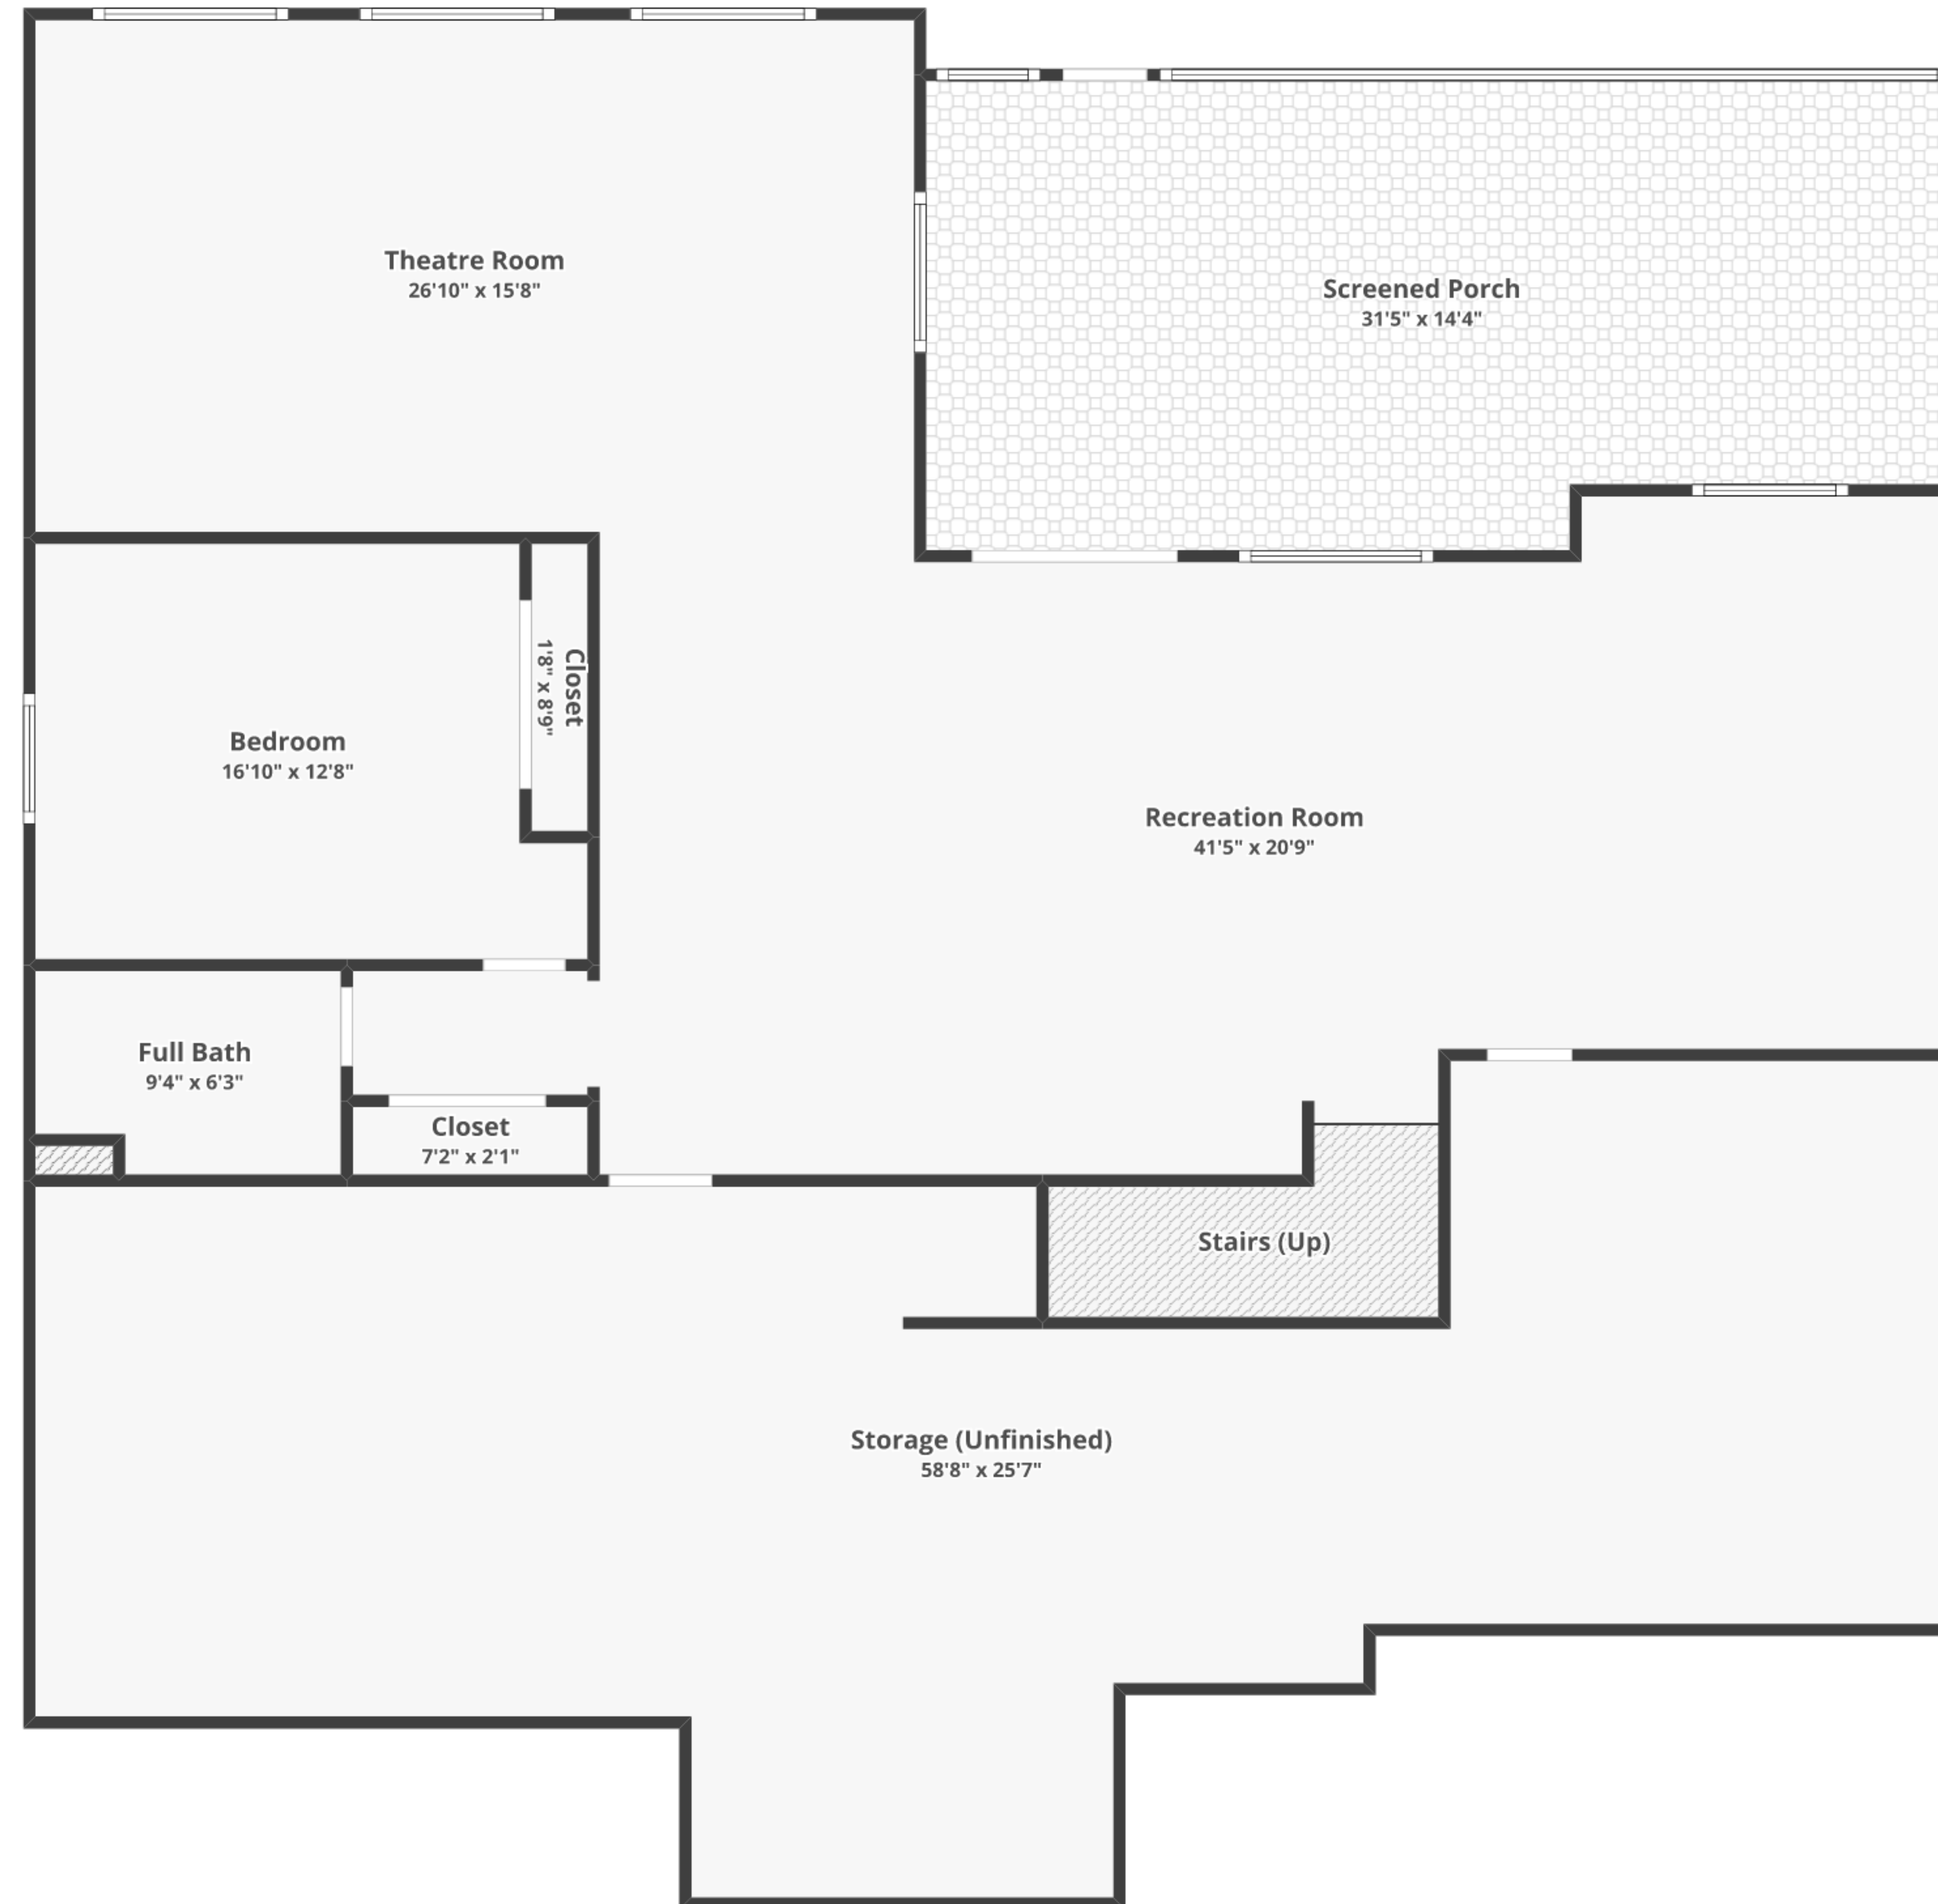 Theatre Room
26'10" x 15'8"
Screened Porch
31'5" x 14'4"
Closet
1'8" x 8'9"
Bedroom
16'10" x 12'8"
Recreation Room
41'5" x 20'9"
Full Bath
9'4" x 6'3"
Closet
7'2" x 2'1"
Stairs (Up)
Storage (Unfinished)
58'8" x 25'7"